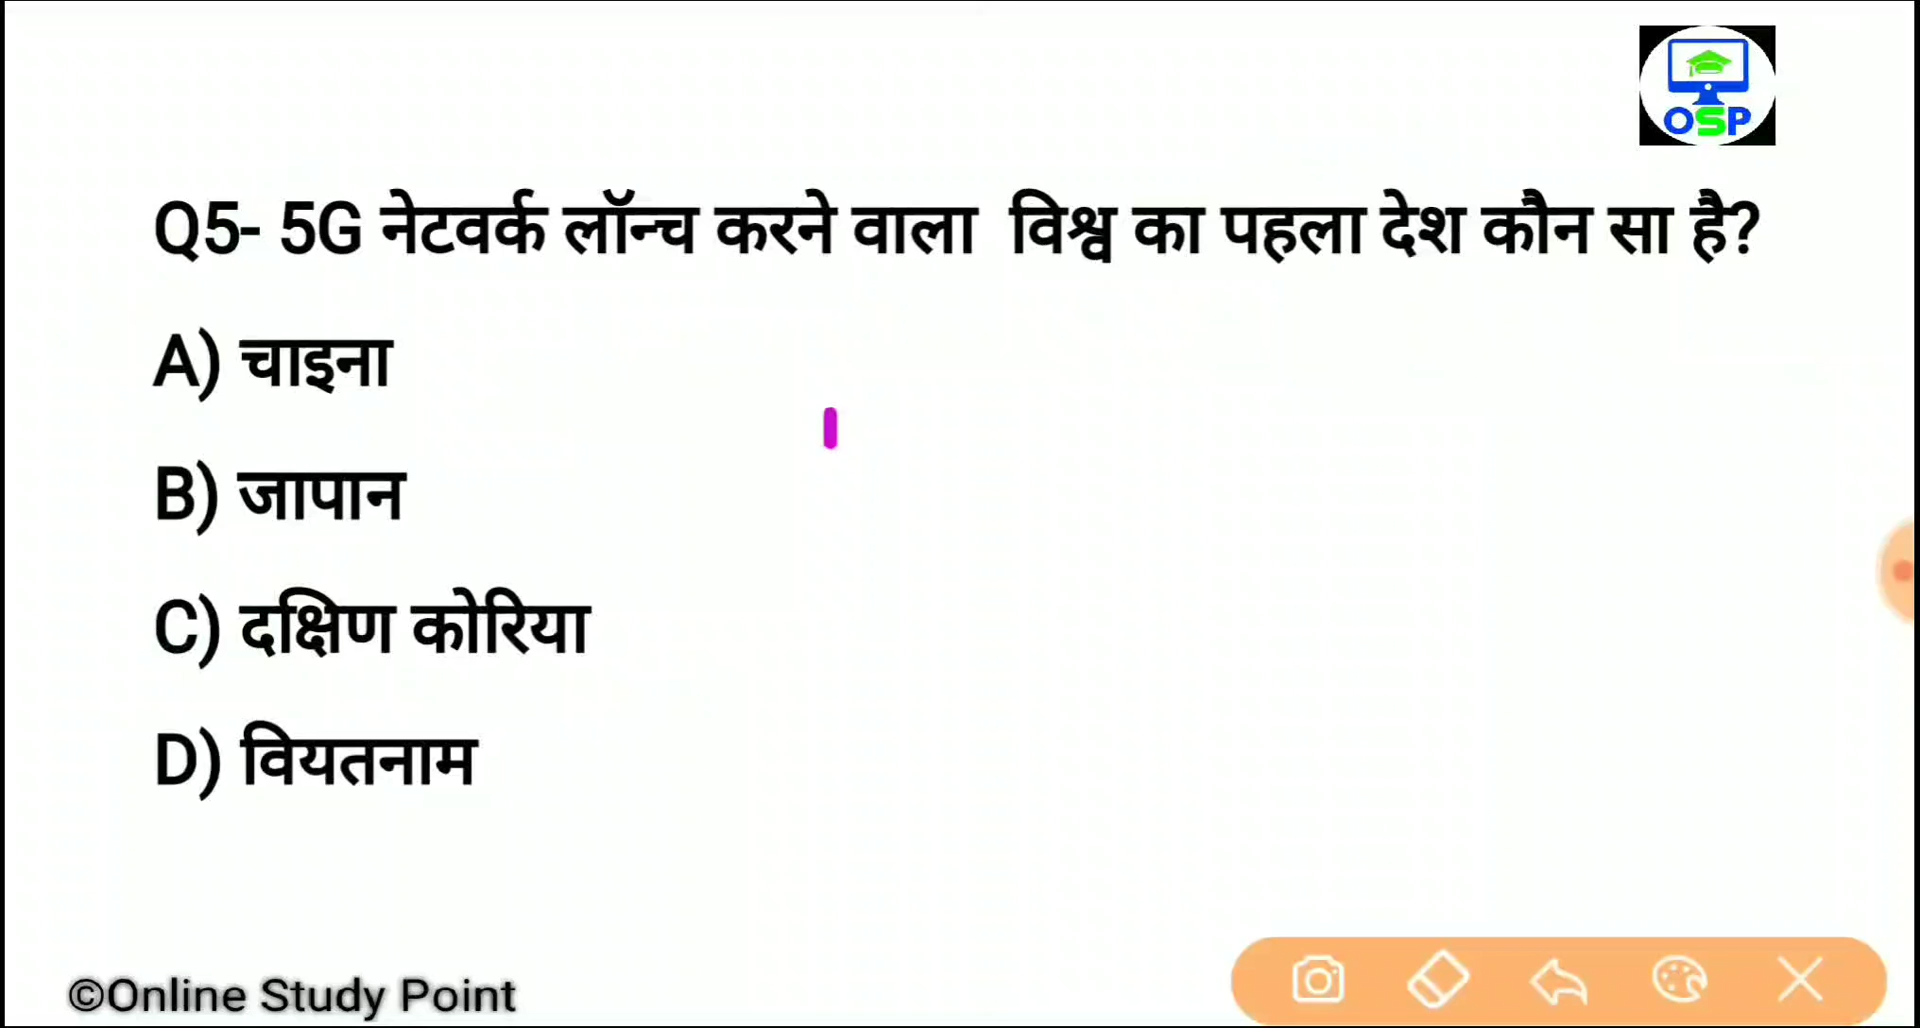 OSP
Q5- 5G नेटवर्क लॉन्च करने वाला विश्व का पहला देश कौन सा है?
A) चाइना
B) जापान
C) दक्षिण कोरिया
D) वियतनाम
©Online Study Point